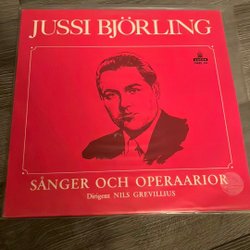 JUSSI BJÖRLING
SÅNGER OCH OPERAARIOR
Dirigent NILS GREVILLIUS